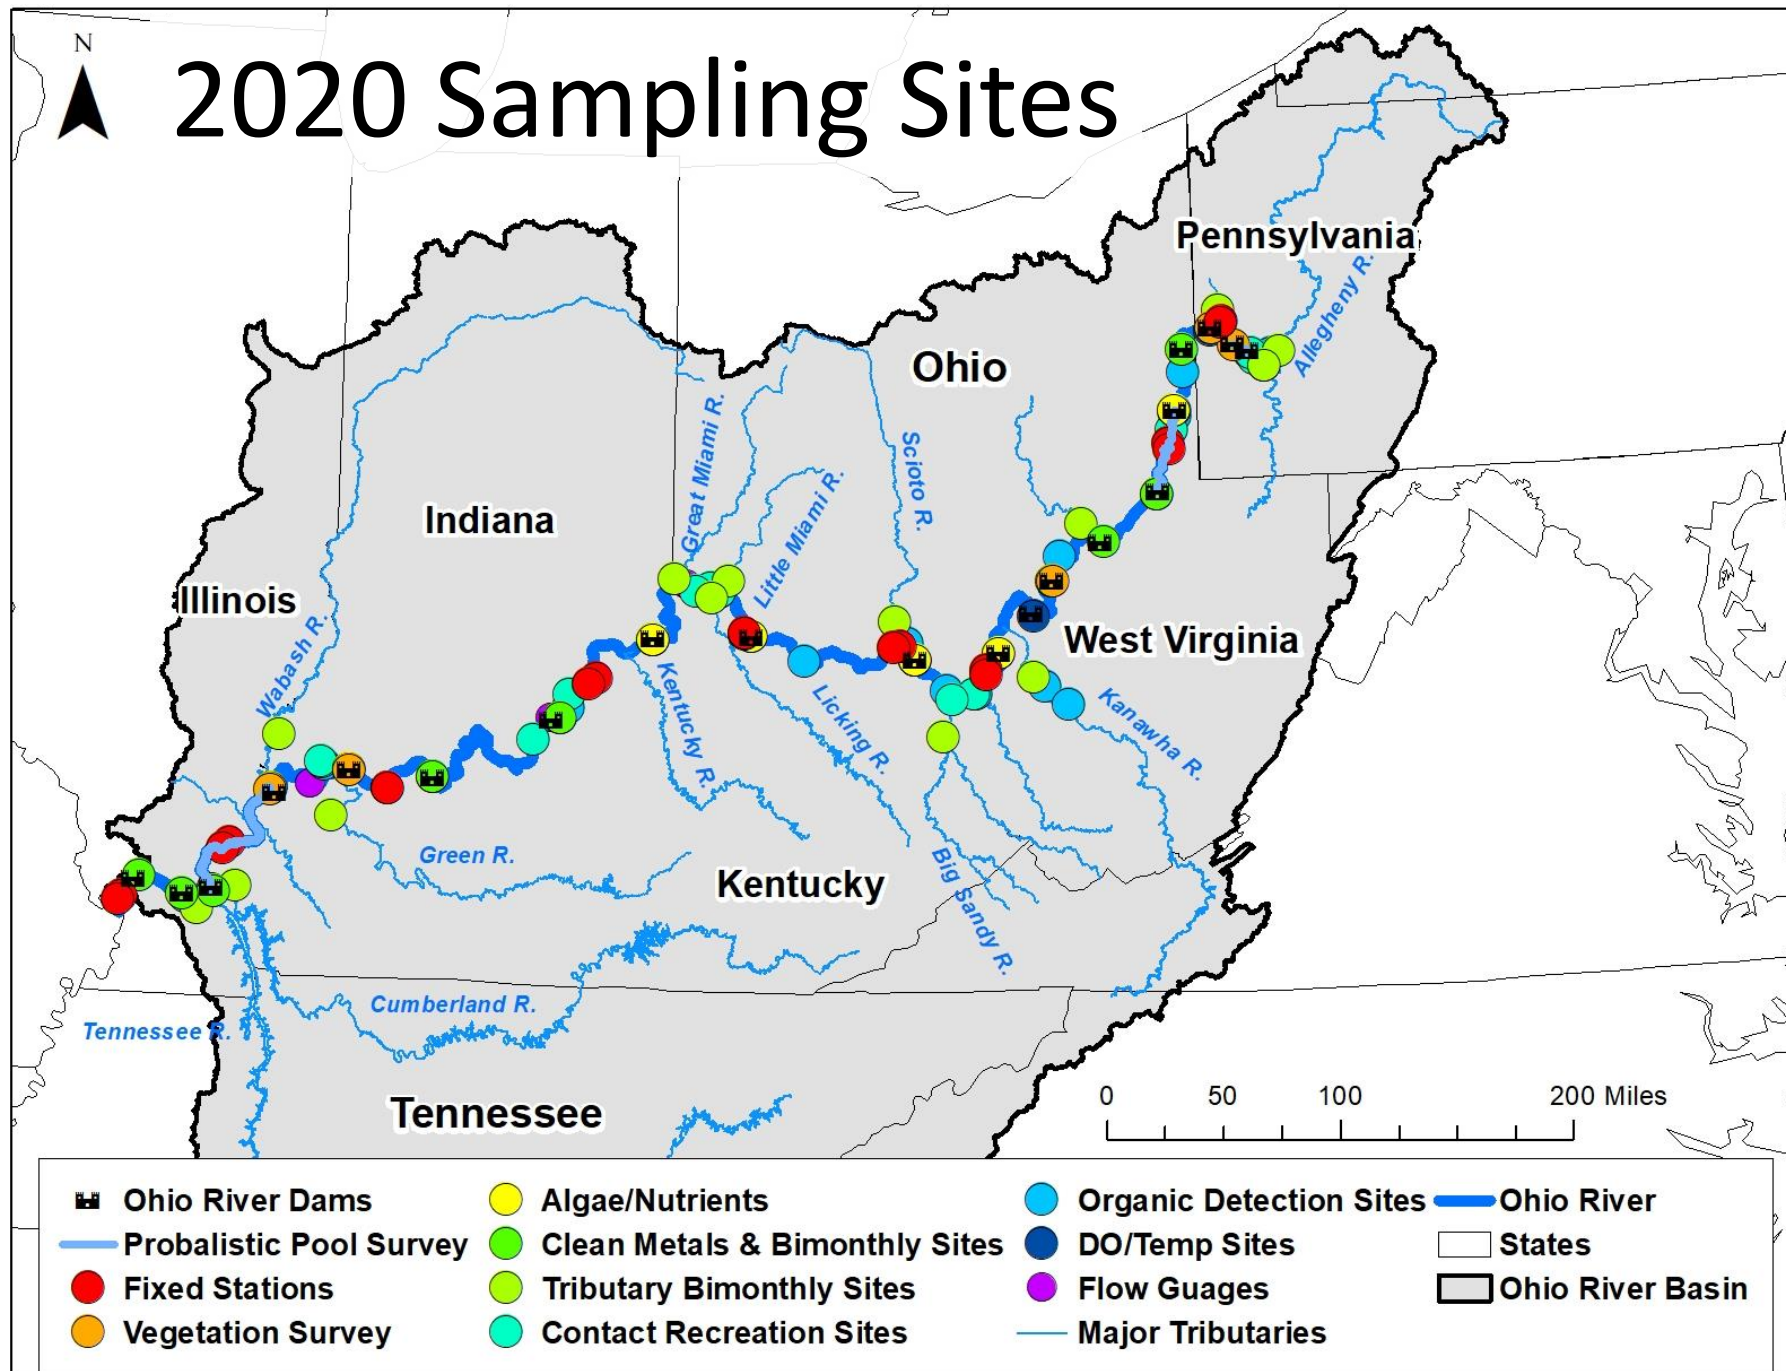 N
2020 Sampling Sites
Pennsylvania
Allegheny R.
Ohio
Great Miami R.
Scioto R.
Little Miami R.
Indiana
Illinois
Wabash R.
West Virginia
Kentucky R.
Licking R.
Kanawha R.
Green R.
Kentucky
Big Sandy R.
Cumberland R.
Tennessee R.
Tennessee
0 50 100 200 Miles
Ohio River Dams
Probalistic Pool Survey
Fixed Stations
Vegetation Survey
Algae/Nutrients
Clean Metals & Bimonthly Sites
Tributary Bimonthly Sites
Contact Recreation Sites
Organic Detection Sites
DO/Temp Sites
Flow Guages
Major Tributaries
Ohio River
States
Ohio River Basin